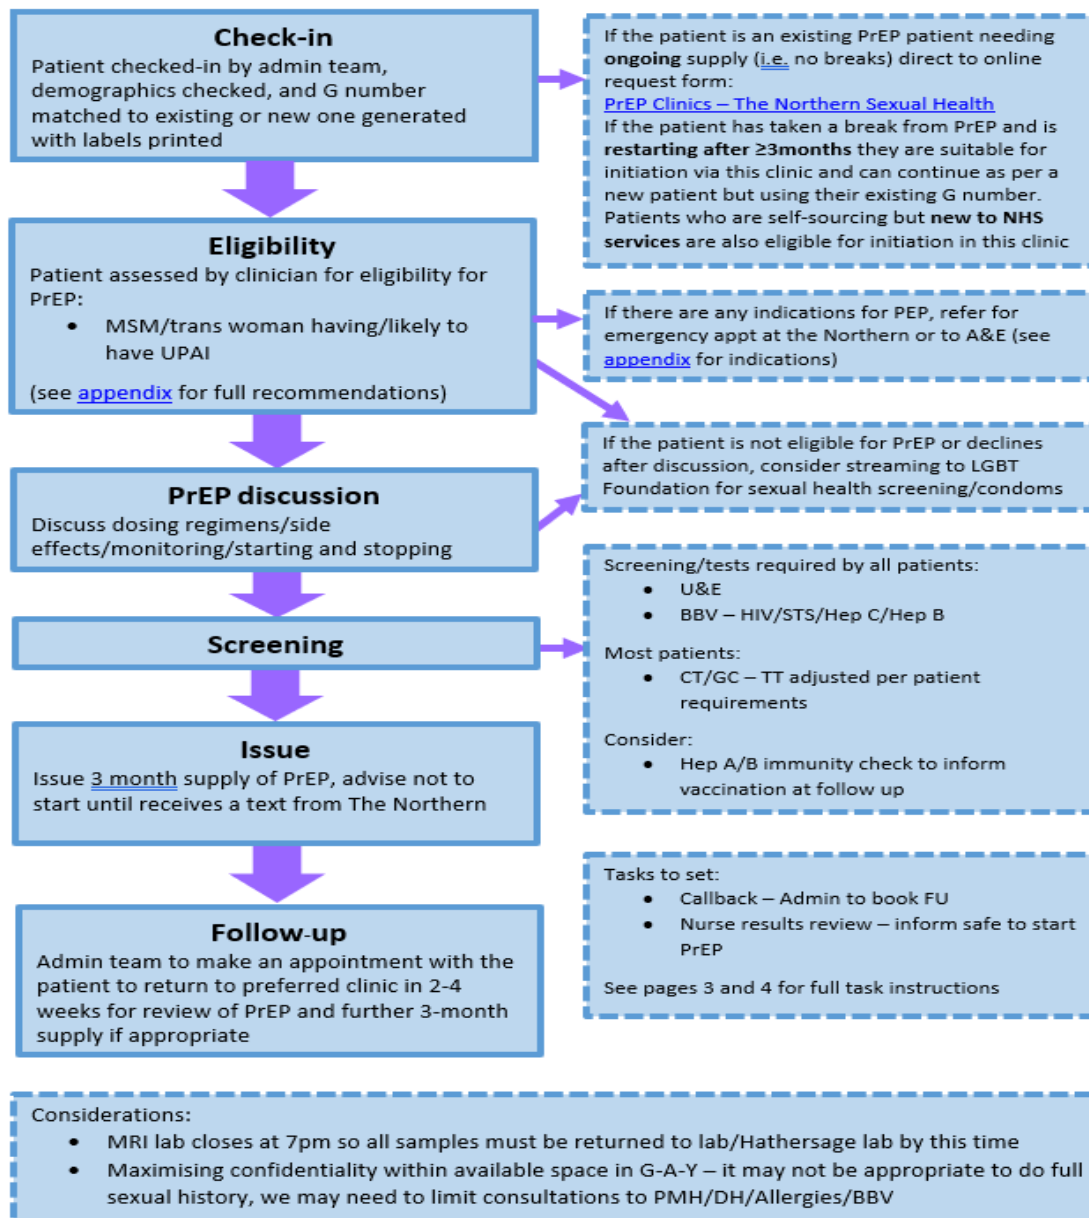 Check-in
Patient checked-in by admin team,
demographics checked, and G number
matched to existing or new one generated
with labels printed
If the patient is an existing PrEP patient needing
ongoing supply (i.e. no breaks) direct to online
request form:
PrEP Clinics – The Northern Sexual Health
If the patient has taken a break from PrEP and is
restarting after ≥3months they are suitable for
initiation via this clinic and can continue as per a
new patient but using their existing G number.
Patients who are self-sourcing but new to NHS
services are also eligible for initiation in this clinic
Eligibility
Patient assessed by clinician for eligibility for
PrEP:
• MSM/trans woman having/likely to
have UPAI
(see appendix for full recommendations)
If there are any indications for PEP, refer for
emergency appt at the Northern or to A&E (see
appendix for indications)
If the patient is not eligible for PrEP or declines
after discussion, consider streaming to LGBT
Foundation for sexual health screening/condoms
PrEP discussion
Discuss dosing regimens/side
effects/monitoring/starting and stopping
Screening
Screening/tests required by all patients:
• U&E
• BBV – HIV/STS/Hep C/Hep B
Most patients:
• CT/GC – TT adjusted per patient
requirements
Consider:
• Hep A/B immunity check to inform
vaccination at follow up
Issue
Issue 3 month supply of PrEP, advise not to
start until receives a text from The Northern
Tasks to set:
• Callback – Admin to book FU
• Nurse results review – inform safe to start
PrEP
See pages 3 and 4 for full task instructions
Follow-up
Admin team to make an appointment with the
patient to return to preferred clinic in 2-4
weeks for review of PrEP and further 3-month
supply if appropriate
Considerations:
• MRI lab closes at 7pm so all samples must be returned to lab/Hathersage lab by this time
• Maximising confidentiality within available space in G-A-Y – it may not be appropriate to do full
sexual history, we may need to limit consultations to PMH/DH/Allergies/BBV